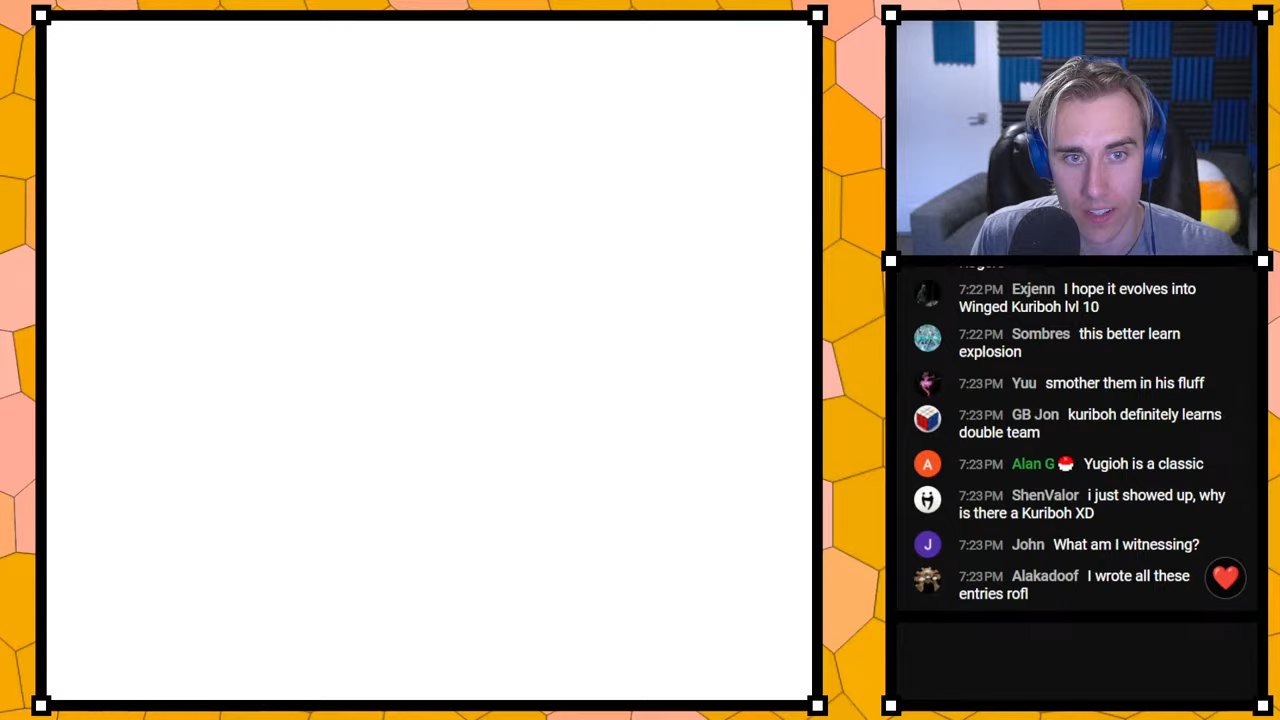 7:22 PM Exjenn I hope it evolves into
Winged Kuriboh lvl 10
7:22 PM Sombres this better learn
explosion
7:23 PM Yuu smother them in his fluff
7:23 PM GB Jon kuriboh definitely learns
double team
A 7:23 PM Alan G Yugioh is a classic
7:23 PM ShenValor i just showed up, why
is there a Kuriboh XD
J 7:23 PM John What am I witnessing?
7:23 PM Alakadoof I wrote all these
entries rofl